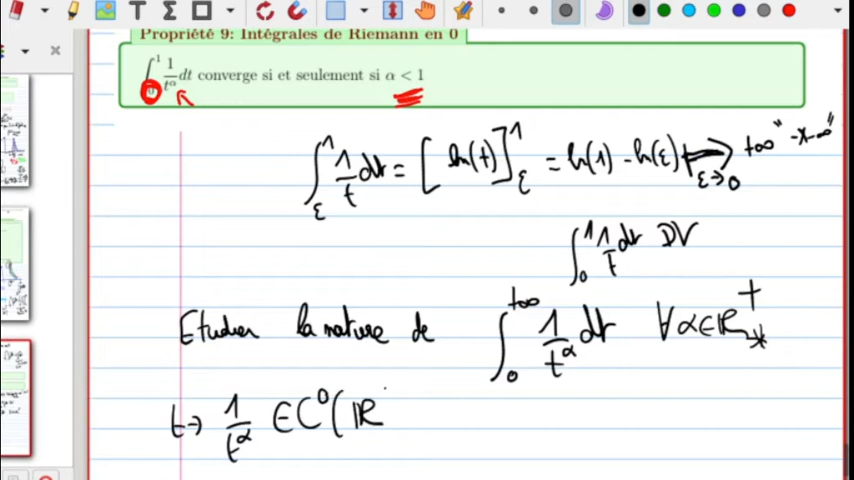 Propriété 9: Intégrales de Riemann en 0
∫₀¹ 1/t^α dt converge si et seulement si α < 1
∫_ε^1 1/t dt = [ln(t)]_ε^1 = ln(1) - ln(ε) → +∞ "-x-∞"
ε→0
∫₀¹ 1/t dt DV
Etudier la nature de ∫₀^{+∞} 1/t^α dt ∀α∈ℝ₊*
t→ 1/t^α ∈ C⁰(ℝ